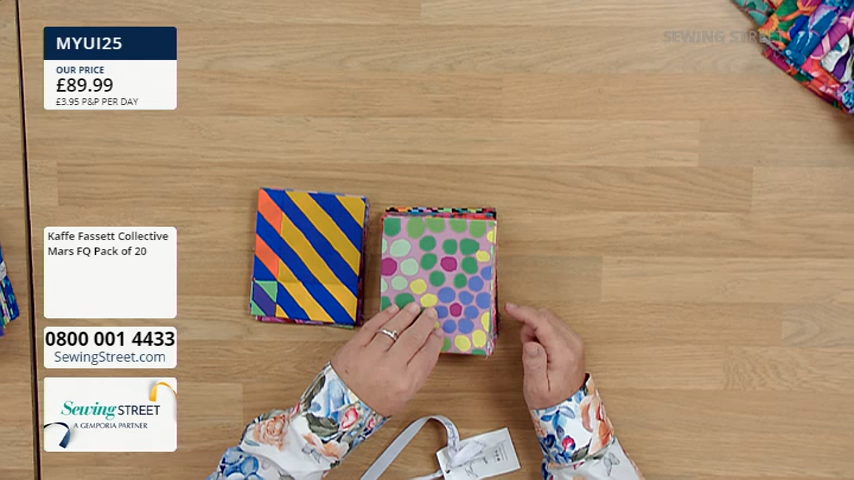 MYUI25
OUR PRICE
£89.99
£3.95 P&P PER DAY
SEWING STREET
Kaffe Fassett Collective
Mars FQ Pack of 20
0800 001 4433
SewingStreet.com
Sewing STREET
A GEMPORIA PARTNER